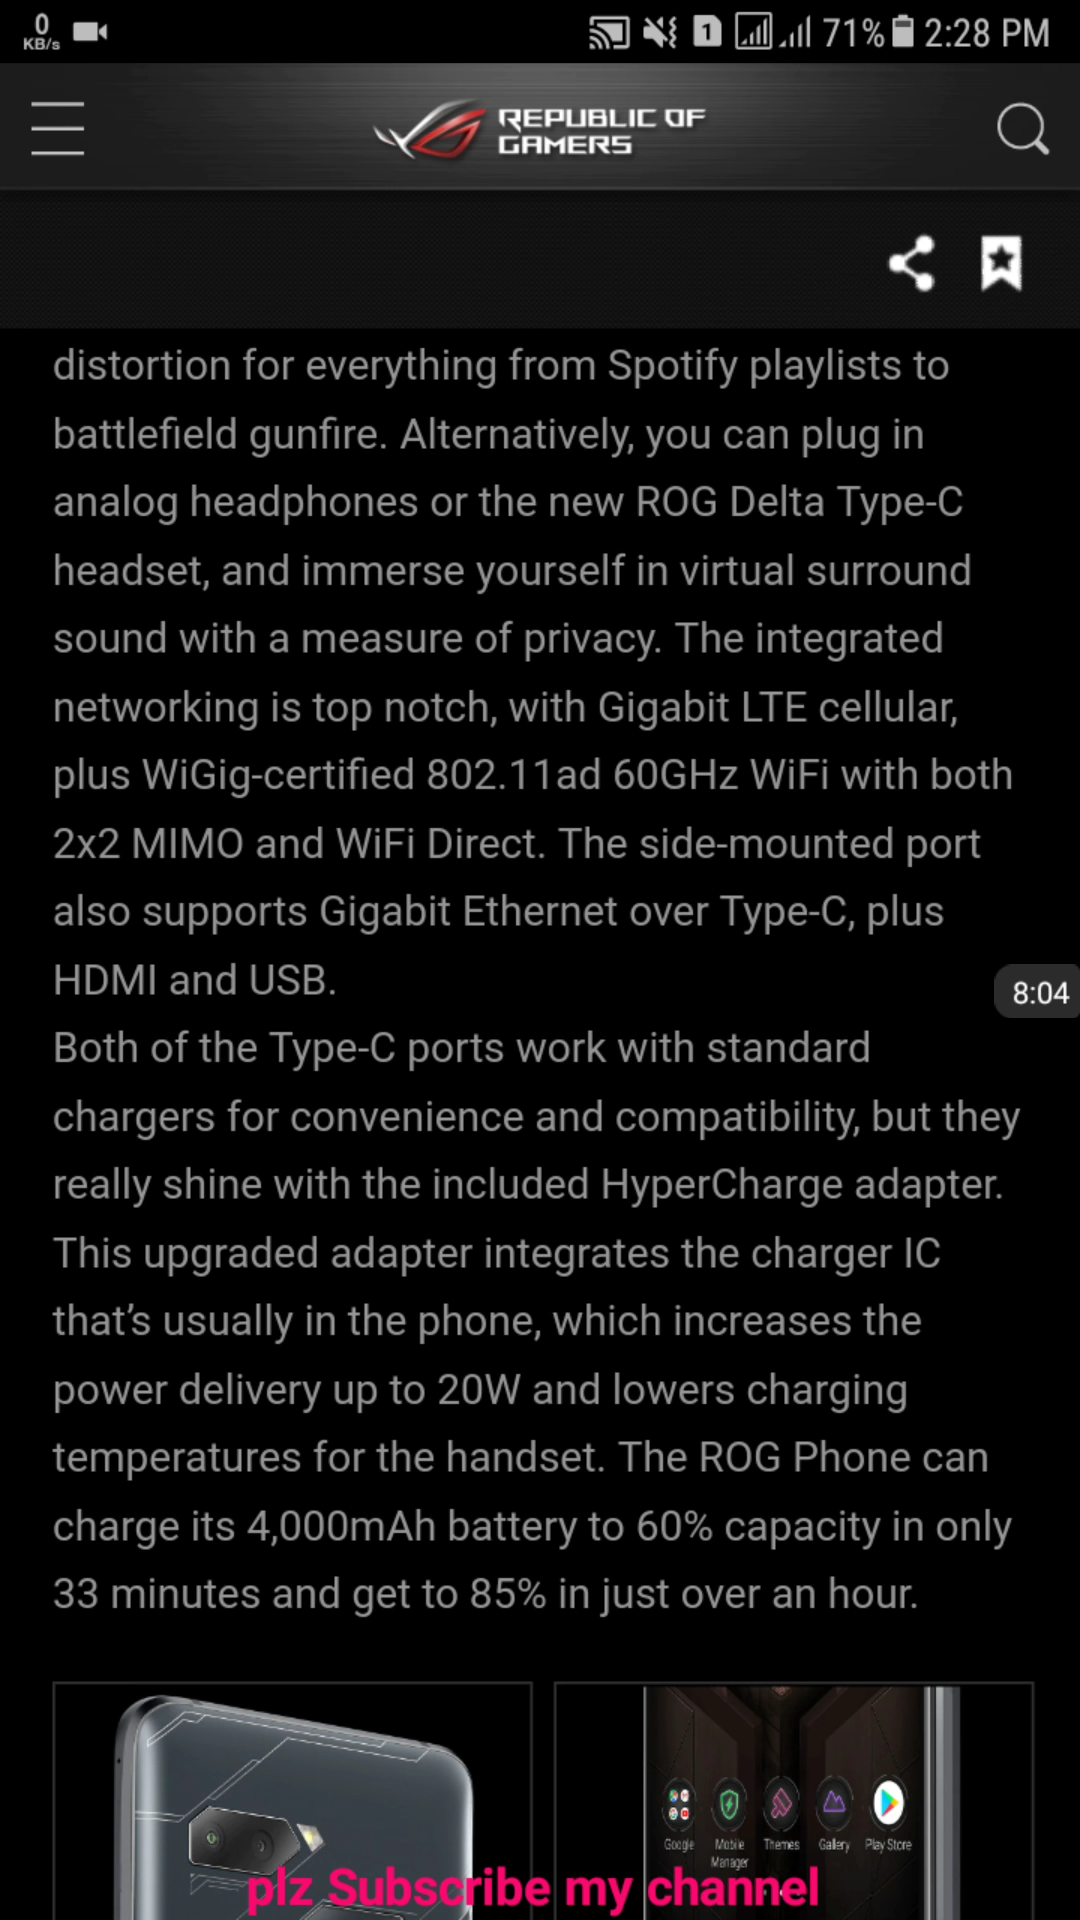 0
KB/s
1
71%
2:28 PM
REPUBLIC OF
GAMERS
distortion for everything from Spotify playlists to
battlefield gunfire. Alternatively, you can plug in
analog headphones or the new ROG Delta Type-C
headset, and immerse yourself in virtual surround
sound with a measure of privacy. The integrated
networking is top notch, with Gigabit LTE cellular,
plus WiGig-certified 802.11ad 60GHz WiFi with both
2x2 MIMO and WiFi Direct. The side-mounted port
also supports Gigabit Ethernet over Type-C, plus
HDMI and USB.
8:04
Both of the Type-C ports work with standard
chargers for convenience and compatibility, but they
really shine with the included HyperCharge adapter.
This upgraded adapter integrates the charger IC
that’s usually in the phone, which increases the
power delivery up to 20W and lowers charging
temperatures for the handset. The ROG Phone can
charge its 4,000mAh battery to 60% capacity in only
33 minutes and get to 85% in just over an hour.
Google
Mobile
Manager
Themes
Gallery
Play Store
plz Subscribe my channel